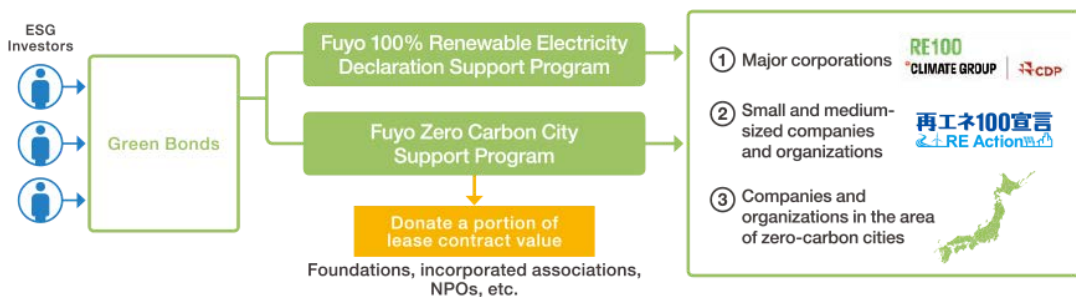 ESG
Investors
Green Bonds
Fuyo 100% Renewable Electricity
Declaration Support Program
Fuyo Zero Carbon City
Support Program
Donate a portion of
lease contract value
Foundations, incorporated associations,
NPOs, etc.
① Major corporations
RE100
°CLIMATE GROUP
CDP
② Small and medium-
sized companies
and organizations
再エネ100宣言
RE Action
③ Companies and
organizations in the area
of zero-carbon cities